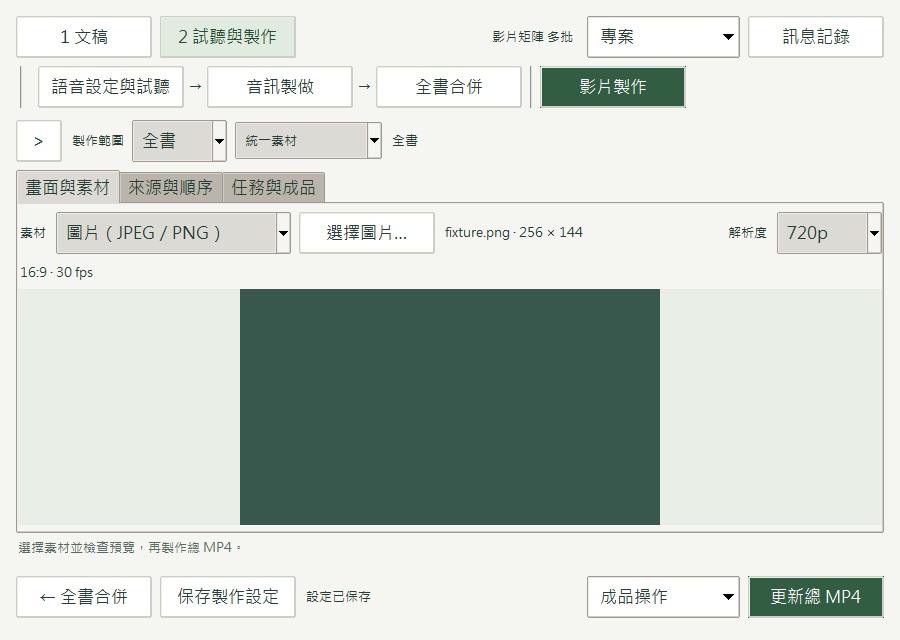 1 文稿 2 試聽與製作 影片矩陣 多批 專案 訊息記錄
語音設定與試聽 → 音訊製做 → 全書合併 影片製作
> 製作範圍 全書 統一素材 全書
畫面與素材 來源與順序 任務與成品
素材 圖片 ( JPEG / PNG ) 選擇圖片... fixture.png · 256 × 144 解析度 720p
16:9 · 30 fps
選擇素材並檢查預覽，再製作總 MP4。
← 全書合併 保存製作設定 設定已保存 成品操作 更新總 MP4